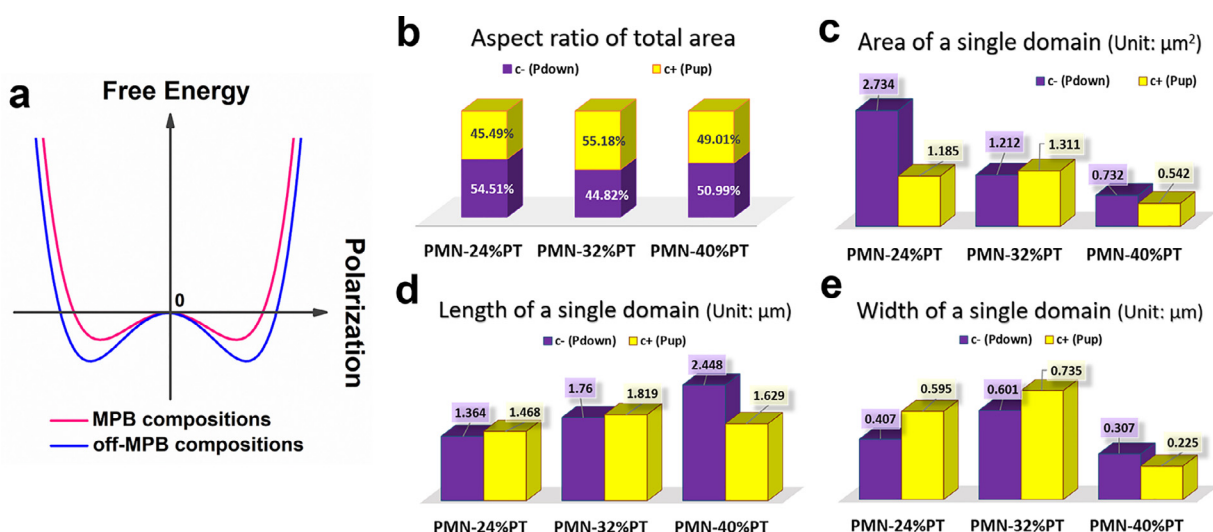 a
Free Energy
0
Polarization
MPB compositions
off-MPB compositions
b
Aspect ratio of total area
c- (Pdown) c+ (Pup)
45.49% 55.18% 49.01%
54.51% 44.82% 50.99%
PMN-24%PT PMN-32%PT PMN-40%PT
c
Area of a single domain (Unit: μm²)
c- (Pdown) c+ (Pup)
2.734 1.185 1.212 1.311 0.732 0.542
PMN-24%PT PMN-32%PT PMN-40%PT
d
Length of a single domain (Unit: μm)
c- (Pdown) c+ (Pup)
1.364 1.468 1.76 1.819 2.448 1.629
PMN-24%PT PMN-32%PT PMN-40%PT
e
Width of a single domain (Unit: μm)
c- (Pdown) c+ (Pup)
0.407 0.595 0.601 0.735 0.307 0.225
PMN-24%PT PMN-32%PT PMN-40%PT